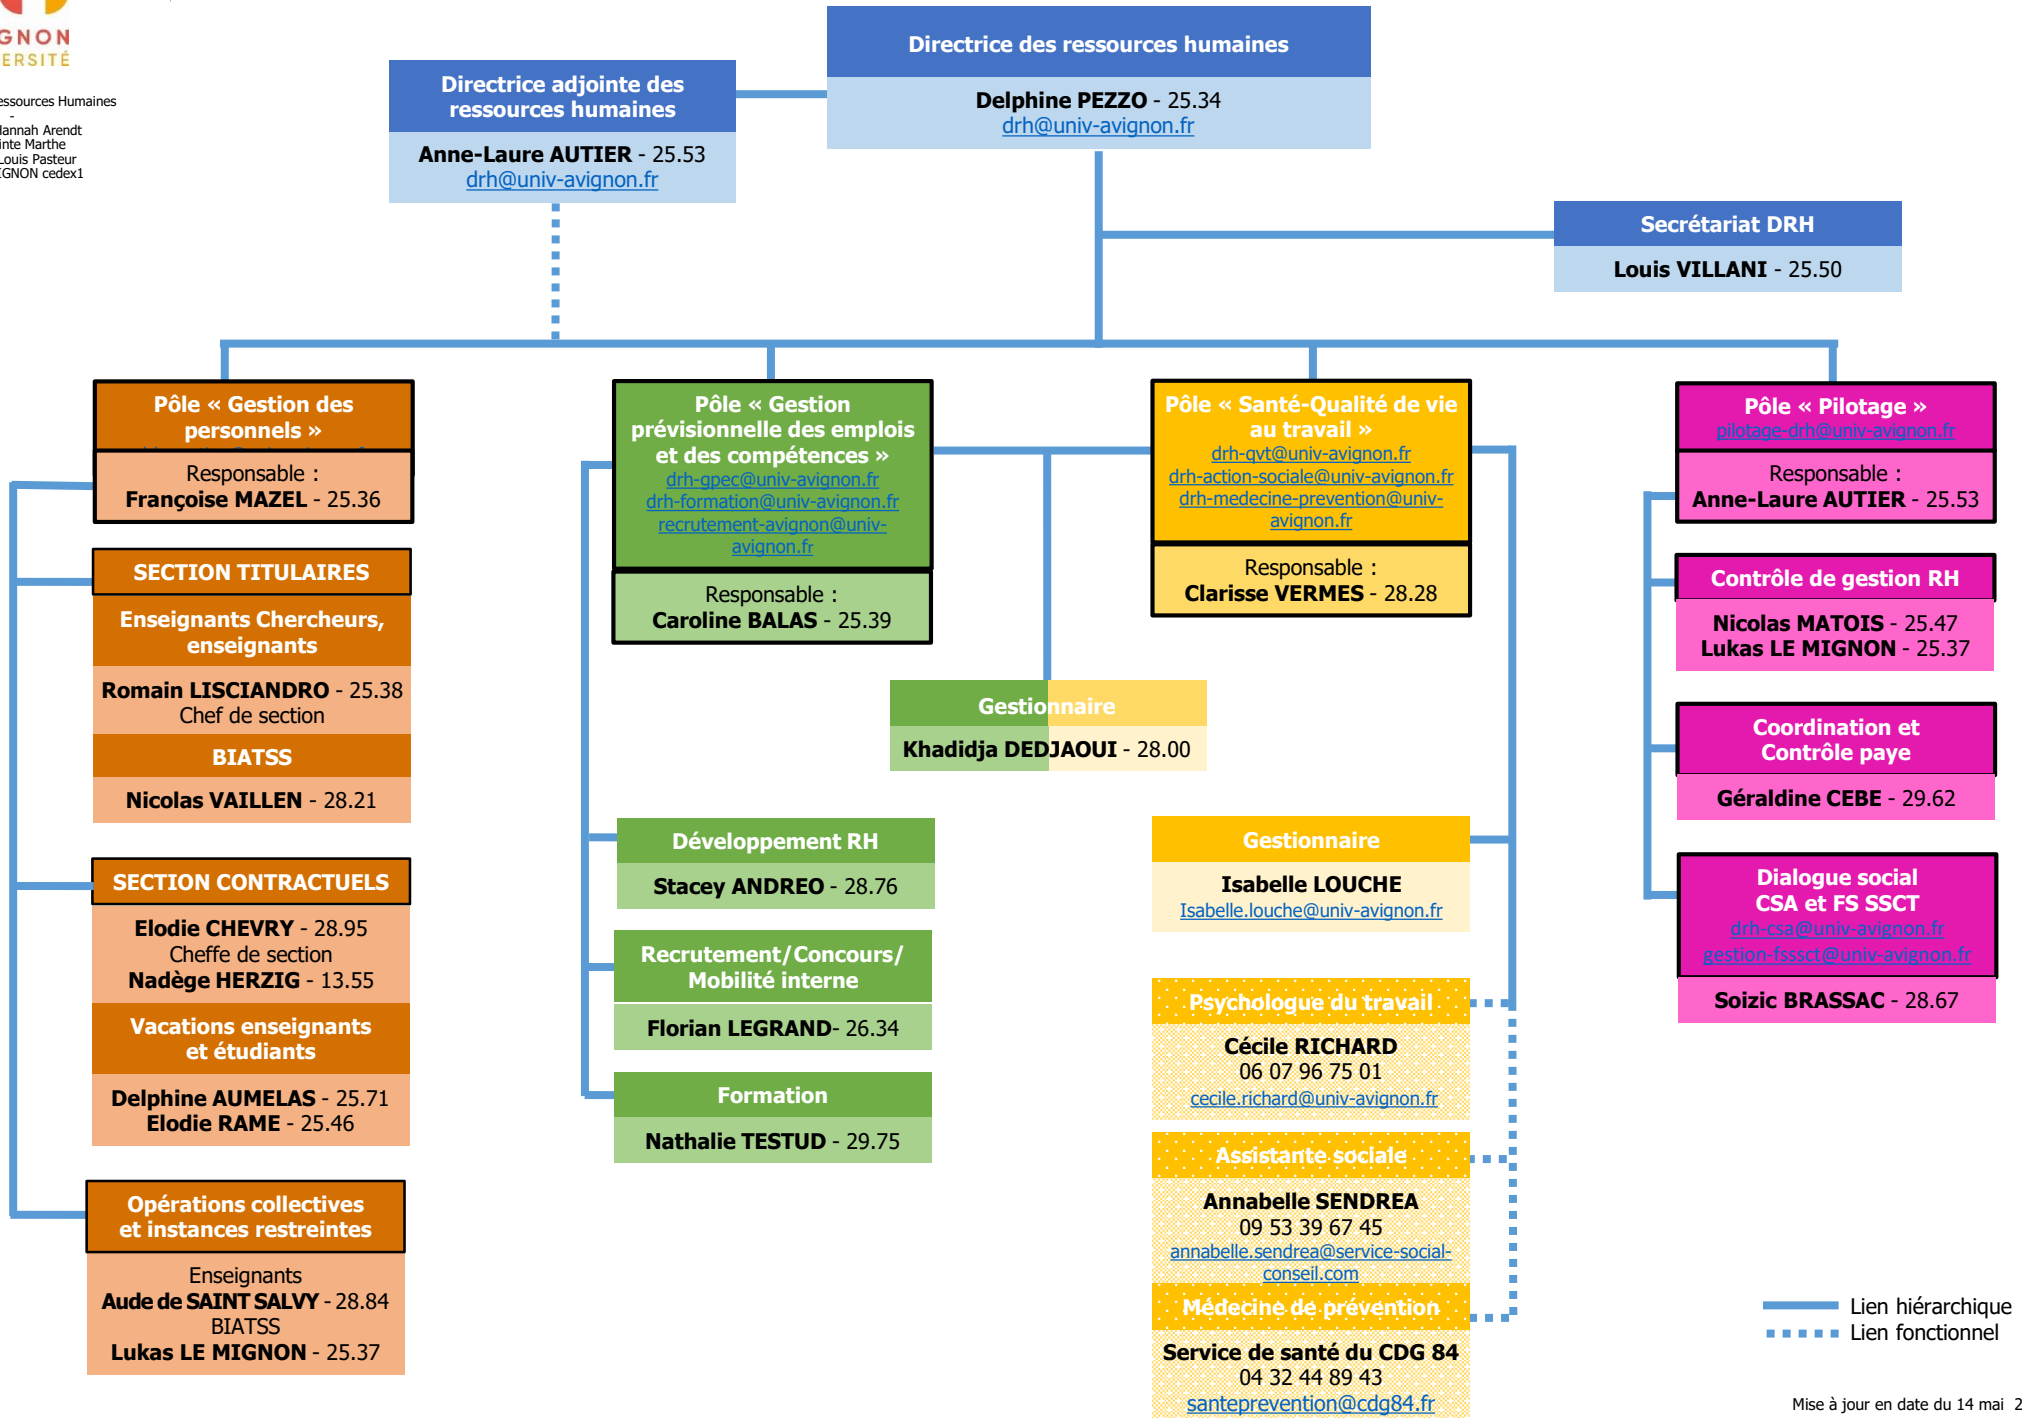 GNON
ERSITÉ
essources Humaines
-
Hannah Arendt
inte Marthe
Louis Pasteur
IGNON cedex1
Directrice des ressources humaines
Delphine PEZZO - 25.34
drh@univ-avignon.fr
Directrice adjointe des
ressources humaines
Anne-Laure AUTIER - 25.53
drh@univ-avignon.fr
Secrétariat DRH
Louis VILLANI - 25.50
Pôle « Gestion des
personnels »
Responsable :
Françoise MAZEL - 25.36
SECTION TITULAIRES
Enseignants Chercheurs,
enseignants
Romain LISCIANDRO - 25.38
Chef de section
BIATSS
Nicolas VAILLEN - 28.21
SECTION CONTRACTUELS
Elodie CHEVRY - 28.95
Cheffe de section
Nadège HERZIG - 13.55
Vacations enseignants
et étudiants
Delphine AUMELAS - 25.71
Elodie RAME - 25.46
Opérations collectives
et instances restreintes
Enseignants
Aude de SAINT SALVY - 28.84
BIATSS
Lukas LE MIGNON - 25.37
Pôle « Gestion
prévisionnelle des emplois
et des compétences »
drh-gpec@univ-avignon.fr
drh-formation@univ-avignon.fr
recrutement-avignon@univ-
avignon.fr
Responsable :
Caroline BALAS - 25.39
Gestionnaire
Khadidja DEDJAOUI - 28.00
Développement RH
Stacey ANDREO - 28.76
Recrutement/Concours/
Mobilité interne
Florian LEGRAND- 26.34
Formation
Nathalie TESTUD - 29.75
Pôle « Santé-Qualité de vie
au travail »
drh-qvt@univ-avignon.fr
drh-action-sociale@univ-avignon.fr
drh-medecine-prevention@univ-
avignon.fr
Responsable :
Clarisse VERMES - 28.28
Gestionnaire
Isabelle LOUCHE
Isabelle.louche@univ-avignon.fr
Psychologue du travail
Cécile RICHARD
06 07 96 75 01
cecile.richard@univ-avignon.fr
Assistante sociale
Annabelle SENDREA
09 53 39 67 45
annabelle.sendrea@service-social-
conseil.com
Médecine de prévention
Service de santé du CDG 84
04 32 44 89 43
santeprevention@cdg84.fr
Pôle « Pilotage »
pilotage-drh@univ-avignon.fr
Responsable :
Anne-Laure AUTIER - 25.53
Contrôle de gestion RH
Nicolas MATOIS - 25.47
Lukas LE MIGNON - 25.37
Coordination et
Contrôle paye
Géraldine CEBE - 29.62
Dialogue social
CSA et FS SSCT
drh-csa@univ-avignon.fr
gestion-fsssct@univ-avignon.fr
Soizic BRASSAC - 28.67
Lien hiérarchique
Lien fonctionnel
Mise à jour en date du 14 mai 2